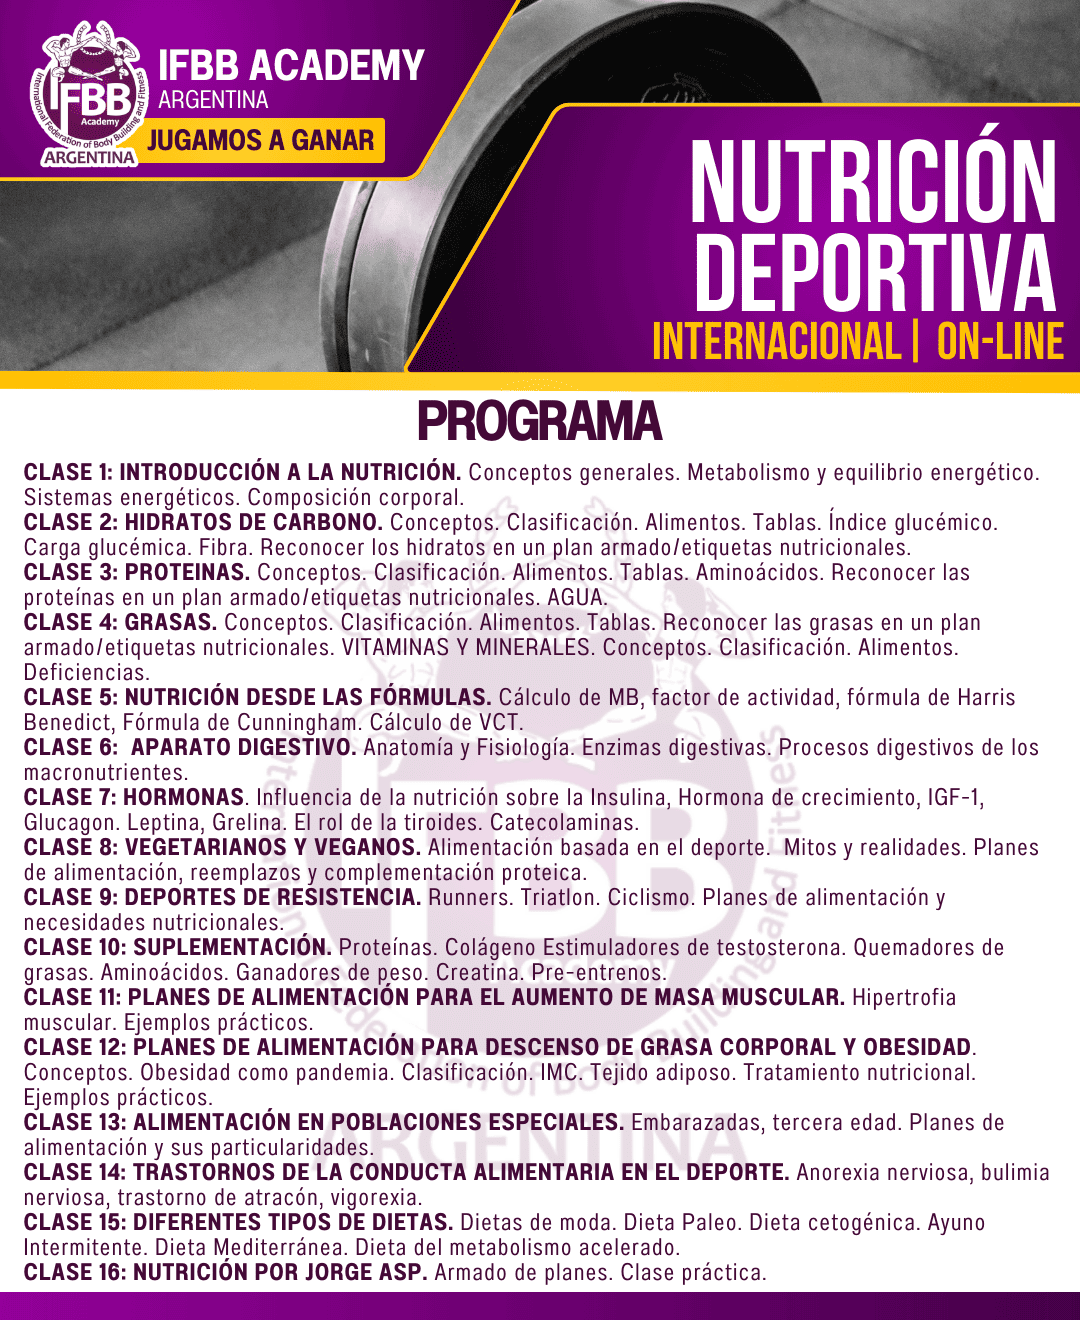 IFBB ACADEMY
ARGENTINA
JUGAMOS A GANAR
International Federation of Body Building and Fitness
IFBB
Academy
ARGENTINA
NUTRICIÓN
DEPORTIVA
INTERNACIONAL | ON-LINE
PROGRAMA
CLASE 1: INTRODUCCIÓN A LA NUTRICIÓN. Conceptos generales. Metabolismo y equilibrio energético.
Sistemas energéticos. Composición corporal.
CLASE 2: HIDRATOS DE CARBONO. Conceptos. Clasificación. Alimentos. Tablas. Índice glucémico.
Carga glucémica. Fibra. Reconocer los hidratos en un plan armado/etiquetas nutricionales.
CLASE 3: PROTEINAS. Conceptos. Clasificación. Alimentos. Tablas. Aminoácidos. Reconocer las
proteínas en un plan armado/etiquetas nutricionales. AGUA.
CLASE 4: GRASAS. Conceptos. Clasificación. Alimentos. Tablas. Reconocer las grasas en un plan
armado/etiquetas nutricionales. VITAMINAS Y MINERALES. Conceptos. Clasificación. Alimentos.
Deficiencias.
CLASE 5: NUTRICIÓN DESDE LAS FÓRMULAS. Cálculo de MB, factor de actividad, fórmula de Harris
Benedict, Fórmula de Cunningham. Cálculo de VCT.
CLASE 6: APARATO DIGESTIVO. Anatomía y Fisiología. Enzimas digestivas. Procesos digestivos de los
macronutrientes.
CLASE 7: HORMONAS. Influencia de la nutrición sobre la Insulina, Hormona de crecimiento, IGF-1,
Glucagon. Leptina, Grelina. El rol de la tiroides. Catecolaminas.
CLASE 8: VEGETARIANOS Y VEGANOS. Alimentación basada en el deporte. Mitos y realidades. Planes
de alimentación, reemplazos y complementación proteica.
CLASE 9: DEPORTES DE RESISTENCIA. Runners. Triatlon. Ciclismo. Planes de alimentación y
necesidades nutricionales.
CLASE 10: SUPLEMENTACIÓN. Proteínas. Colágeno Estimuladores de testosterona. Quemadores de
grasas. Aminoácidos. Ganadores de peso. Creatina. Pre-entrenos.
CLASE 11: PLANES DE ALIMENTACIÓN PARA EL AUMENTO DE MASA MUSCULAR. Hipertrofia
muscular. Ejemplos prácticos.
CLASE 12: PLANES DE ALIMENTACIÓN PARA DESCENSO DE GRASA CORPORAL Y OBESIDAD.
Conceptos. Obesidad como pandemia. Clasificación. IMC. Tejido adiposo. Tratamiento nutricional.
Ejemplos prácticos.
CLASE 13: ALIMENTACIÓN EN POBLACIONES ESPECIALES. Embarazadas, tercera edad. Planes de
alimentación y sus particularidades.
CLASE 14: TRASTORNOS DE LA CONDUCTA ALIMENTARIA EN EL DEPORTE. Anorexia nerviosa, bulimia
nerviosa, trastorno de atracón, vigorexia.
CLASE 15: DIFERENTES TIPOS DE DIETAS. Dietas de moda. Dieta Paleo. Dieta cetogénica. Ayuno
Intermitente. Dieta Mediterránea. Dieta del metabolismo acelerado.
CLASE 16: NUTRICIÓN POR JORGE ASP. Armado de planes. Clase práctica.